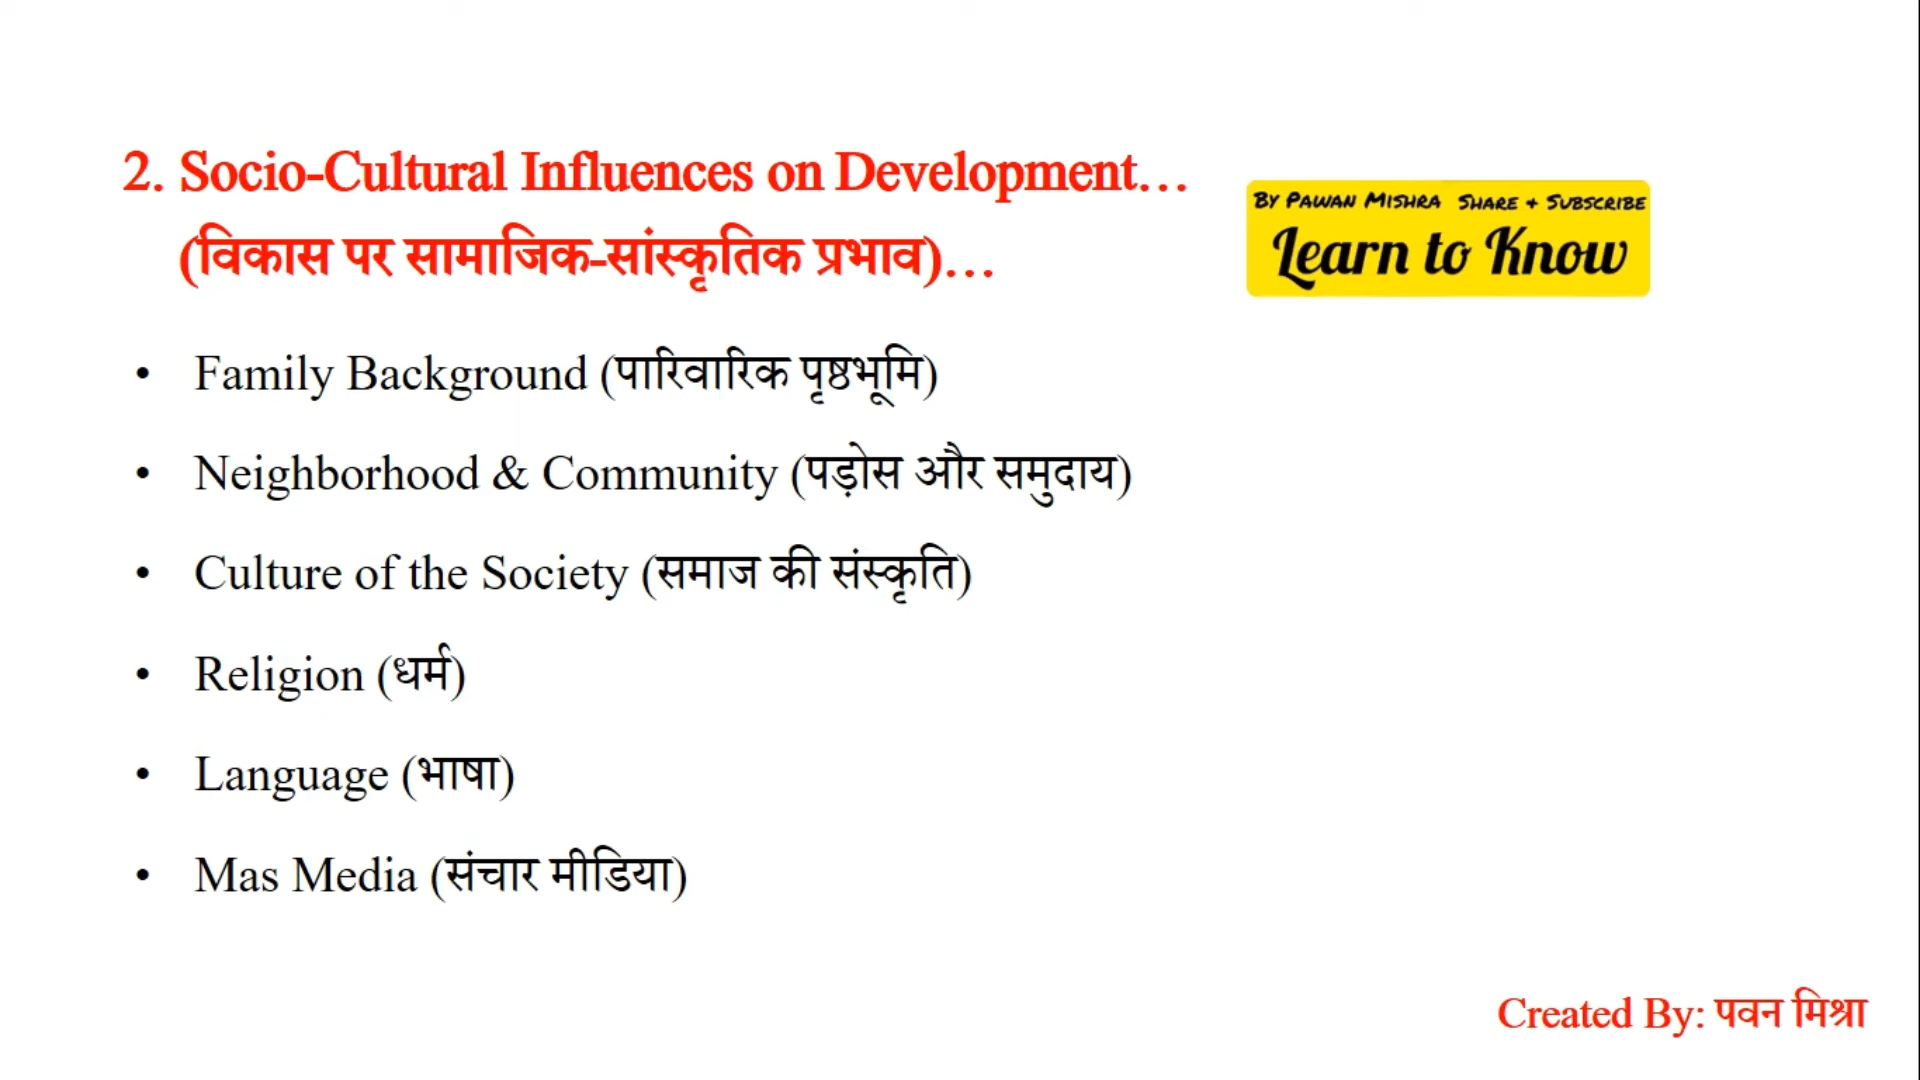 2. Socio-Cultural Influences on Development...
(विकास पर सामाजिक-सांस्कृतिक प्रभाव)...
By Pawan Mishra Share + Subscribe
Learn to Know
• Family Background (पारिवारिक पृष्ठभूमि)
• Neighborhood & Community (पड़ोस और समुदाय)
• Culture of the Society (समाज की संस्कृति)
• Religion (धर्म)
• Language (भाषा)
• Mas Media (संचार मीडिया)
Created By: पवन मिश्रा